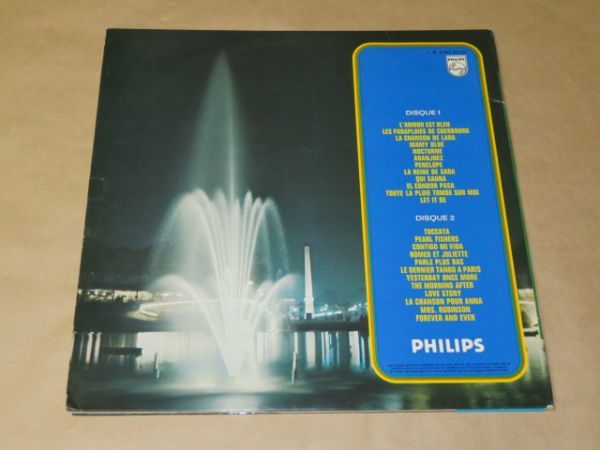 PHILIPS
DISQUE 1
L'AMOUR EST BLEU
LES PARAPLUIES DE CHERBOURG
LA CHANSON DE LARA
MAMY BLUE
NOCTURNE
ARANJUEZ
PENELOPE
LA REINE DE SABA
QUI SAURA
EL CONDOR PASA
TOUTE LA PLUIE TOMBE SUR MOI
LET IT BE
DISQUE 2
TOCCATA
PEARL FISHERS
CONTIGO MI VIDA
ROMEO ET JULIETTE
PARLE PLUS BAS
LE DERNIER TANGO A PARIS
YESTERDAY ONCE MORE
THE MORNING AFTER
LOVE STORY
LA CHANSON POUR ANNA
MRS. ROBINSON
FOREVER AND EVER
PHILIPS